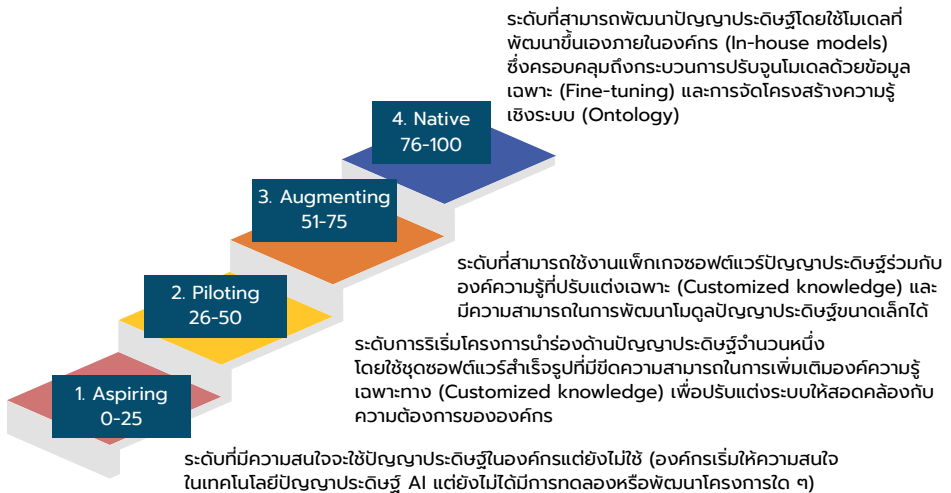 ระดับที่สามารถพัฒนาปัญญาประดิษฐ์โดยใช้โมเดลที่
พัฒนาขึ้นเองภายในองค์กร (In-house models)
ซึ่งครอบคลุมถึงกระบวนการปรับจูนโมเดลด้วยข้อมูล
เฉพาะ (Fine-tuning) และการจัดโครงสร้างความรู้
เชิงระบบ (Ontology)
4. Native
76-100
3. Augmenting
51-75
ระดับที่สามารถใช้งานแพ็กเกจซอฟต์แวร์ปัญญาประดิษฐ์ร่วมกับ
องค์ความรู้ที่ปรับแต่งเฉพาะ (Customized knowledge) และ
มีความสามารถในการพัฒนาโมดูลปัญญาประดิษฐ์ขนาดเล็กได้
2. Piloting
26-50
ระดับการริเริ่มโครงการนำร่องด้านปัญญาประดิษฐ์จำนวนหนึ่ง
โดยใช้ชุดซอฟต์แวร์สำเร็จรูปที่มีขีดความสามารถในการเพิ่มเติมองค์ความรู้
เฉพาะทาง (Customized knowledge) เพื่อปรับแต่งระบบให้สอดคล้องกับ
ความต้องการขององค์กร
1. Aspiring
0-25
ระดับที่มีความสนใจจะใช้ปัญญาประดิษฐ์ในองค์กรแต่ยังไม่ใช้ (องค์กรเริ่มให้ความสนใจ
ในเทคโนโลยีปัญญาประดิษฐ์ AI แต่ยังไม่ได้มีการทดลองหรือพัฒนาโครงการใด ๆ)